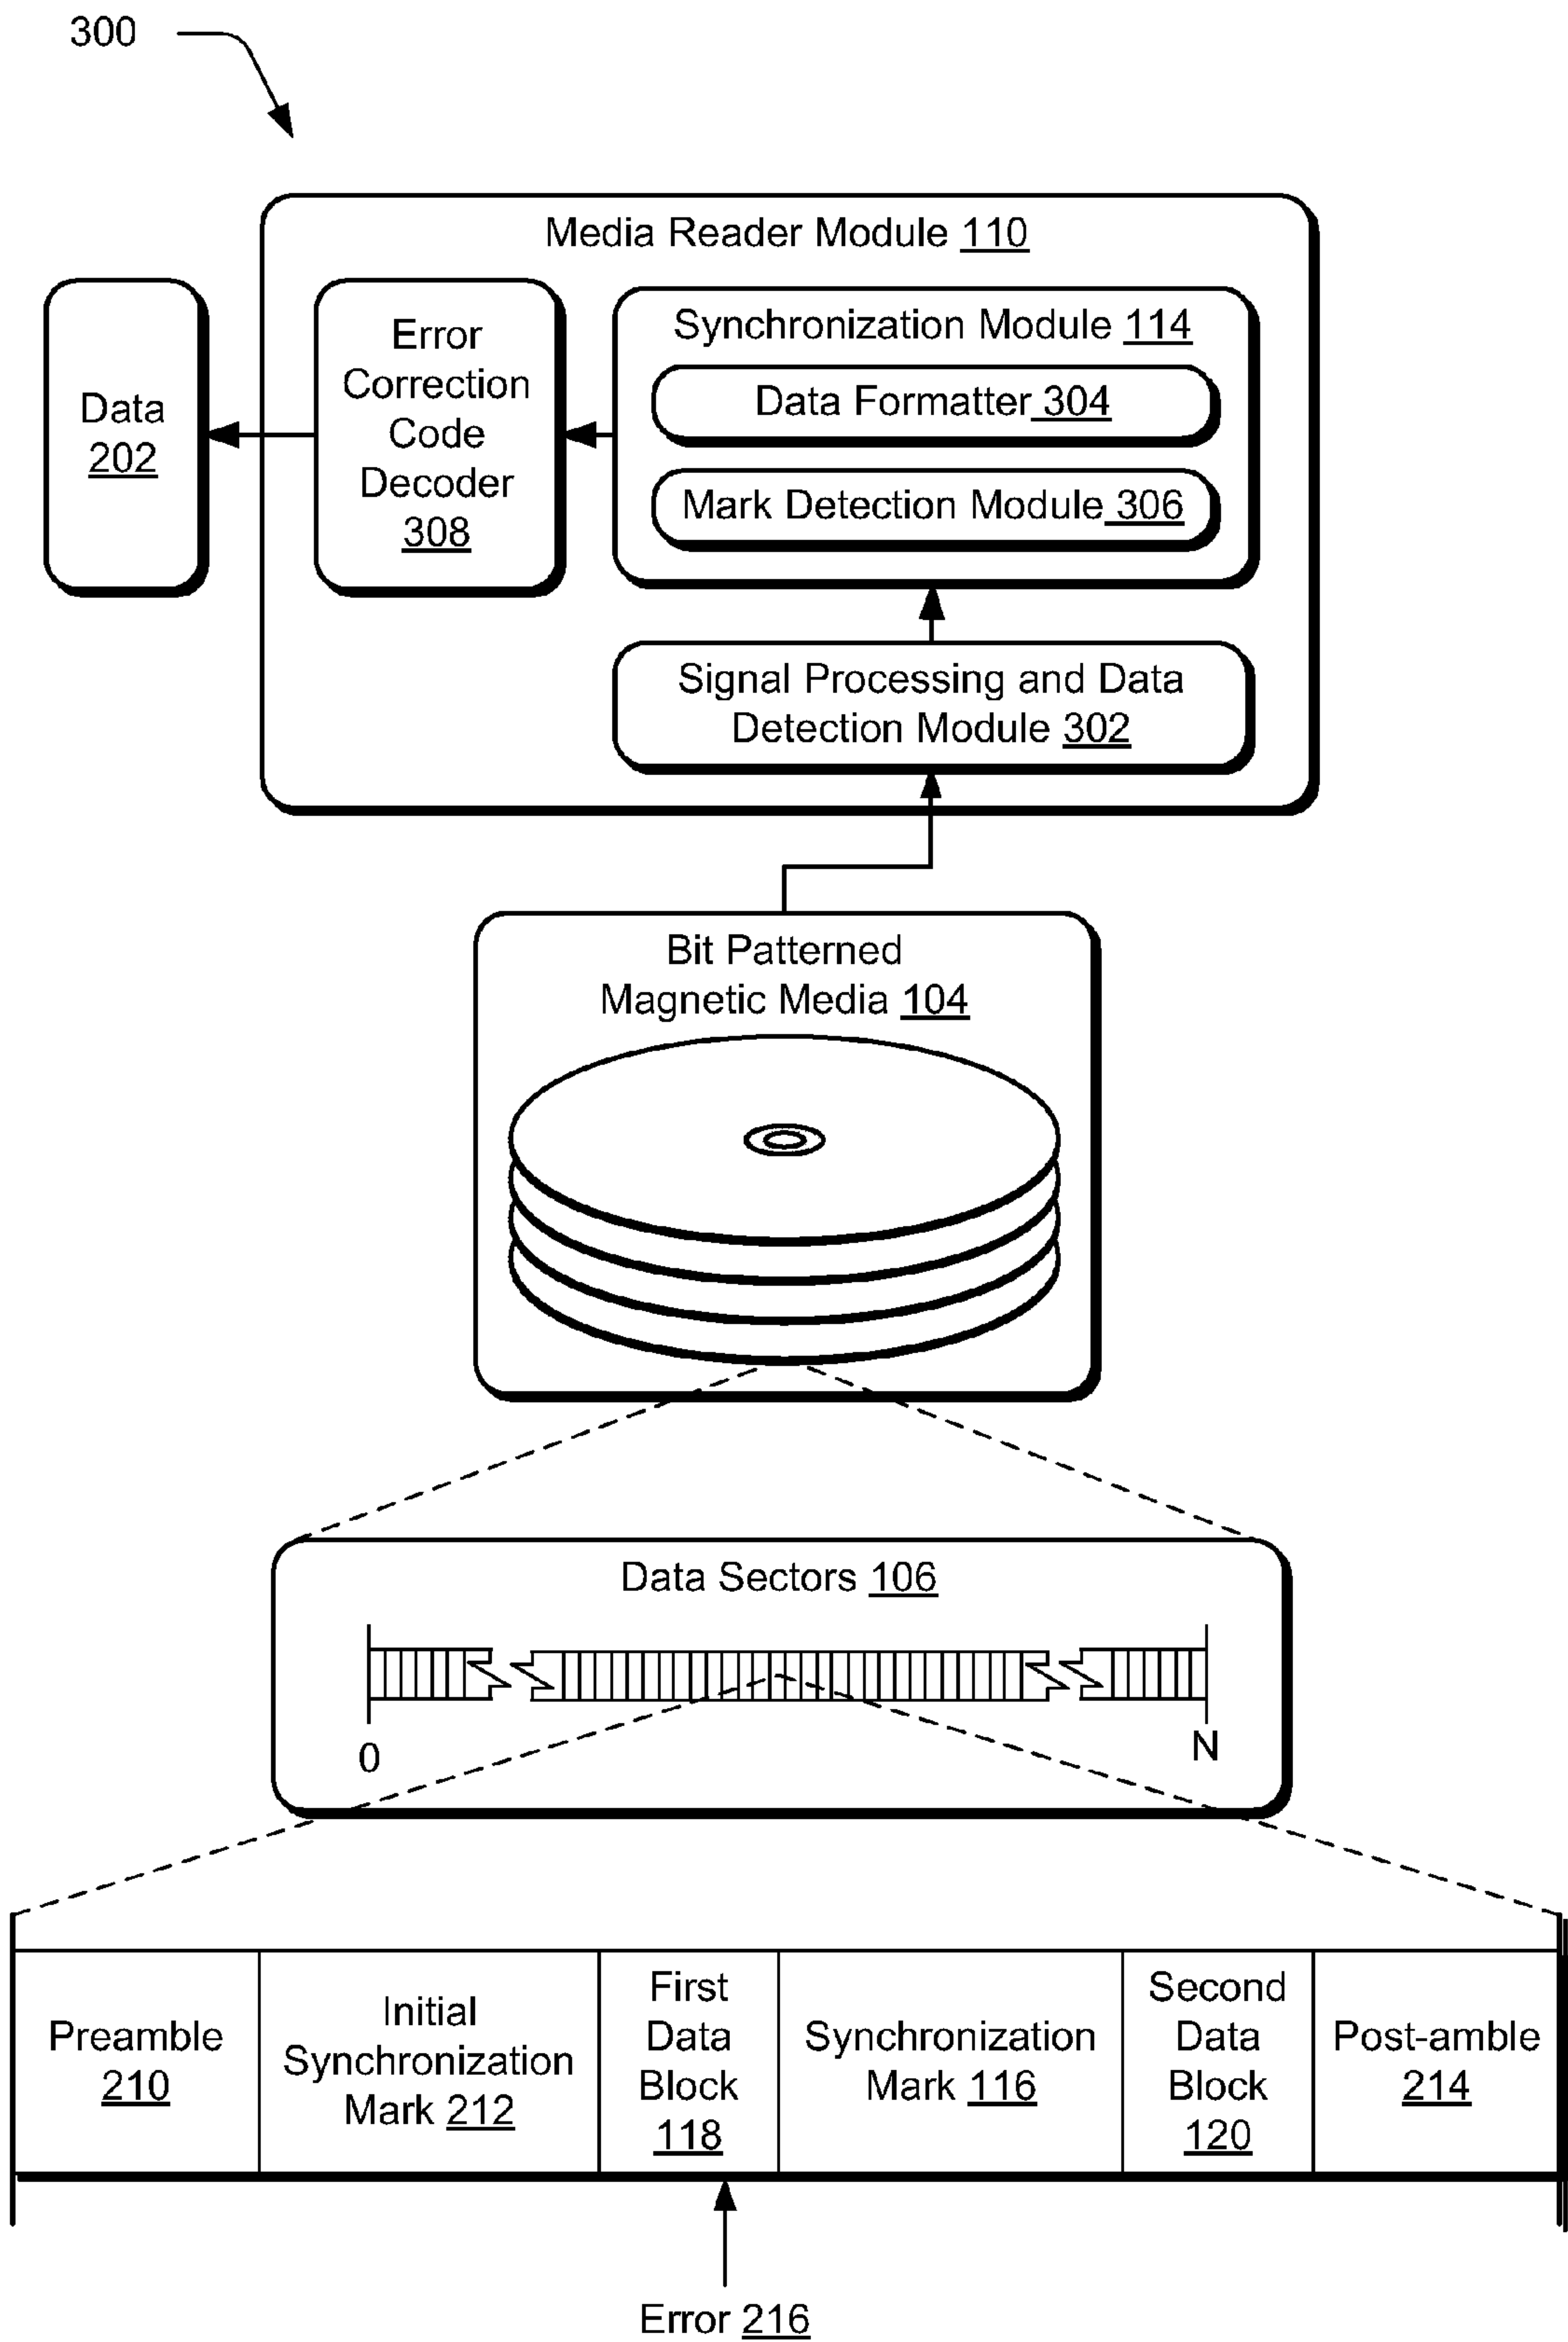 300
Media Reader Module 110
Data
202
Error
Correction
Code
Decoder
308
Synchronization Module 114
Data Formatter 304
Mark Detection Module 306
Signal Processing and Data
Detection Module 302
Bit Patterned
Magnetic Media 104
Data Sectors 106
0
N
Preamble
210
Initial
Synchronization
Mark 212
First
Data
Block
118
Synchronization
Mark 116
Second
Data
Block
120
Post-amble
214
Error 216